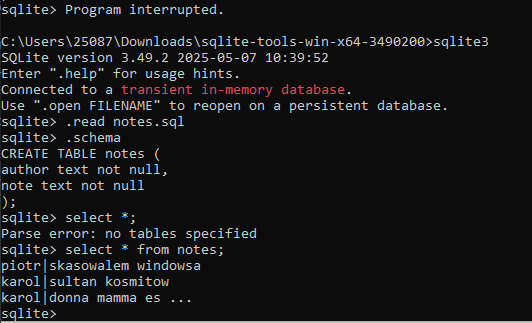 sqlite> Program interrupted.
C:\Users\25087\Downloads\sqlite-tools-win-x64-3490200>sqlite3
SQLite version 3.49.2 2025-05-07 10:39:52
Enter ".help" for usage hints.
Connected to a transient in-memory database.
Use ".open FILENAME" to reopen on a persistent database.
sqlite> .read notes.sql
sqlite> .schema
CREATE TABLE notes (
author text not null,
note text not null
);
sqlite> select *;
Parse error: no tables specified
sqlite> select * from notes;
piotr|skasowalem windowsa
karol|sultan kosmitow
karol|donna mamma es ...
sqlite>